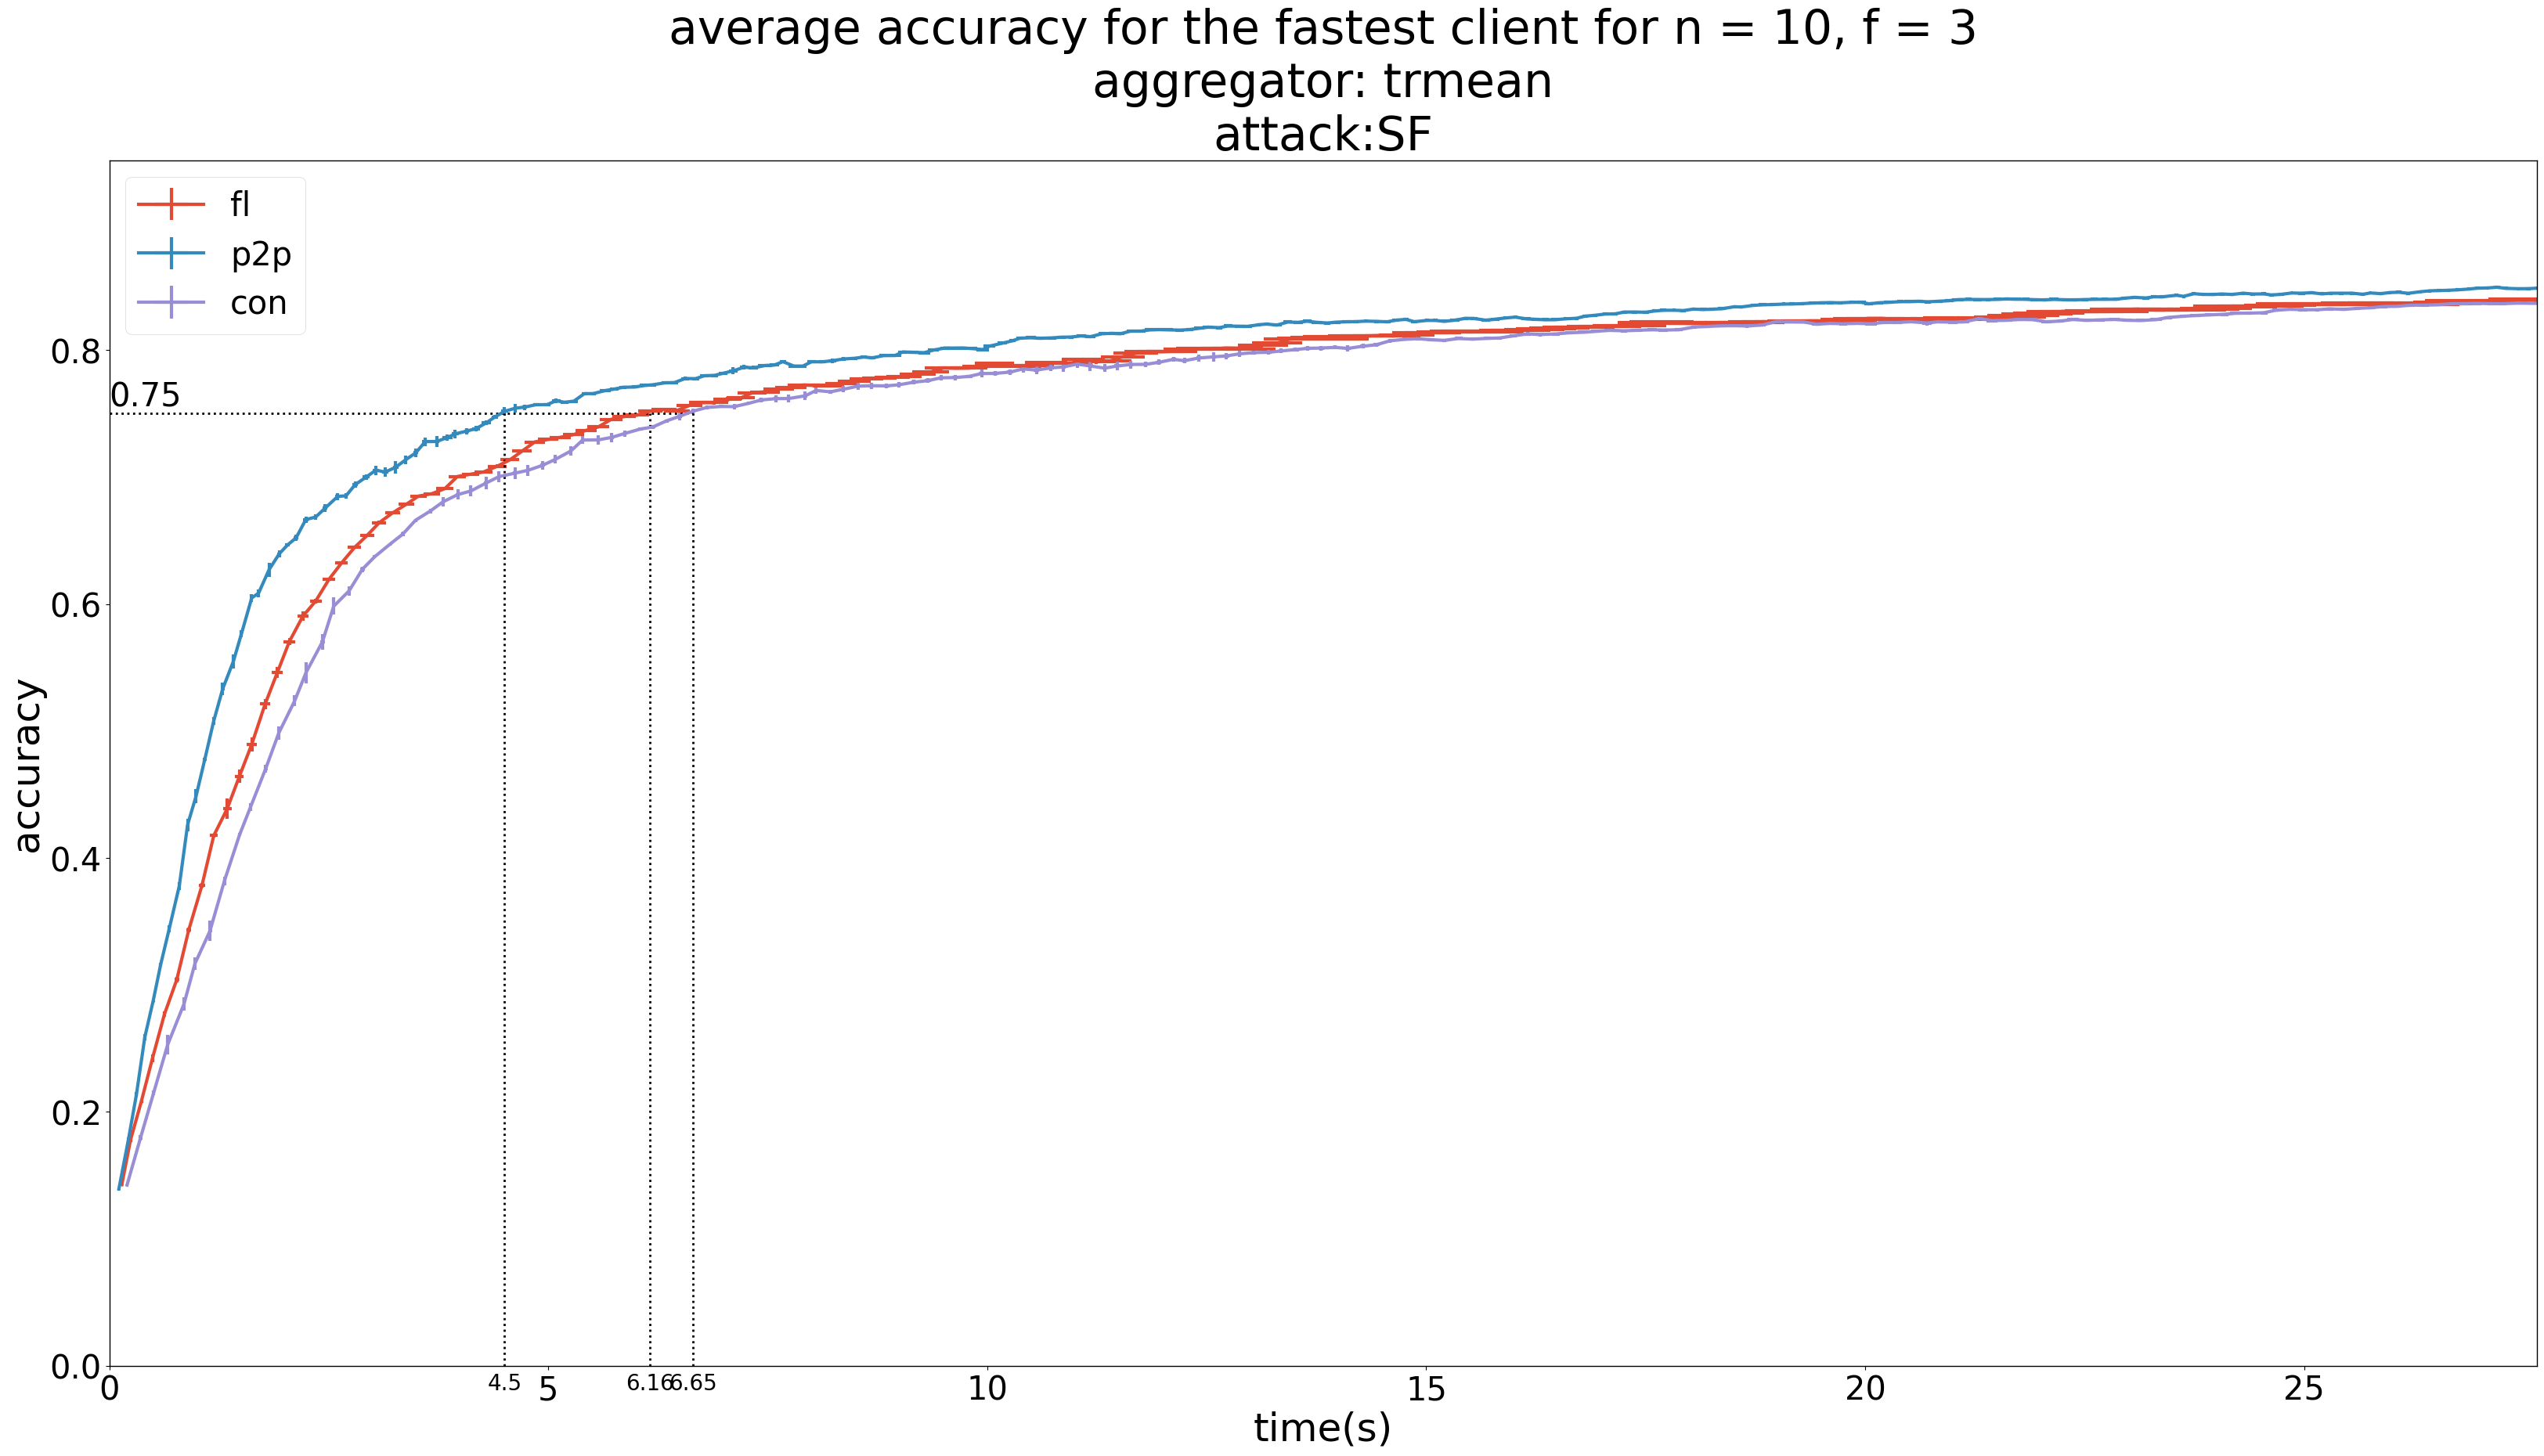 average accuracy for the fastest client for n = 10, f = 3
aggregator: trmean
attack:SF
fl
p2p
con
0.8
0.75
0.6
accuracy
0.4
0.2
0.0
0
4.5
5
6.16
6.65
10
15
20
25
time(s)